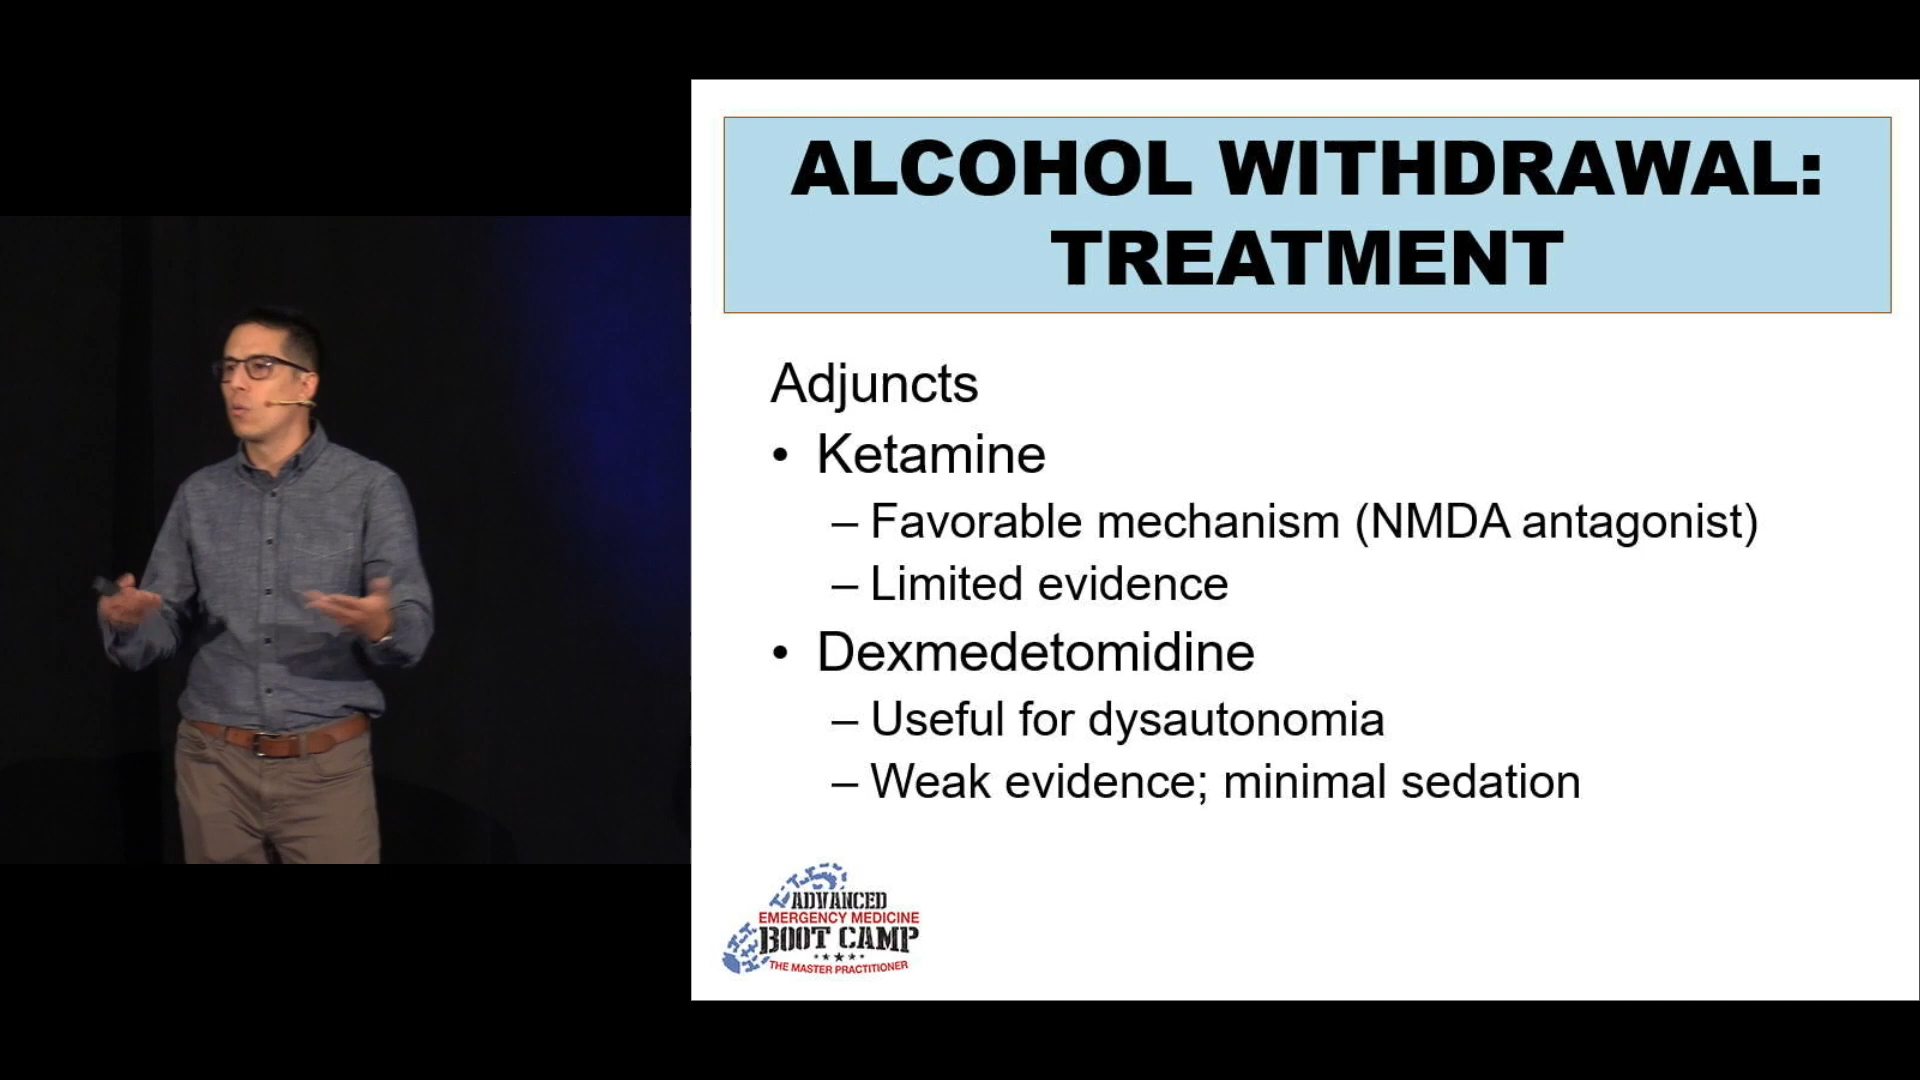 ALCOHOL WITHDRAWAL:
TREATMENT
Adjuncts
• Ketamine
– Favorable mechanism (NMDA antagonist)
– Limited evidence
• Dexmedetomidine
– Useful for dysautonomia
– Weak evidence; minimal sedation
ADVANCED
EMERGENCY MEDICINE
BOOT CAMP
THE MASTER PRACTITIONER